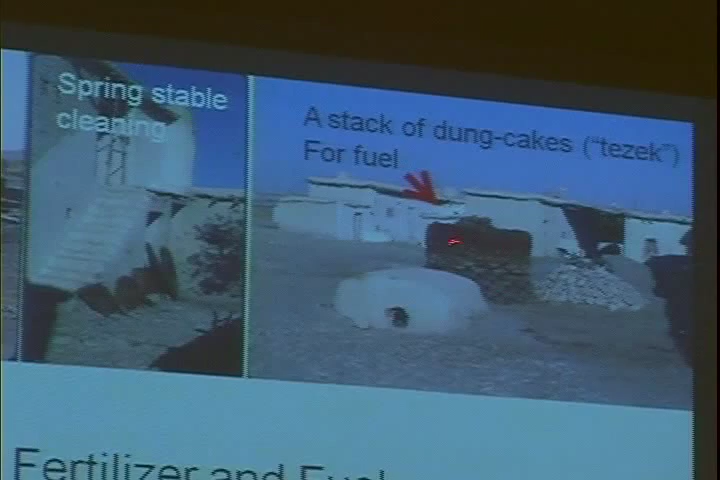 Spring stable
cleaning
A stack of dung-cakes (“tezek”)
For fuel
Fertilizer and Fuel